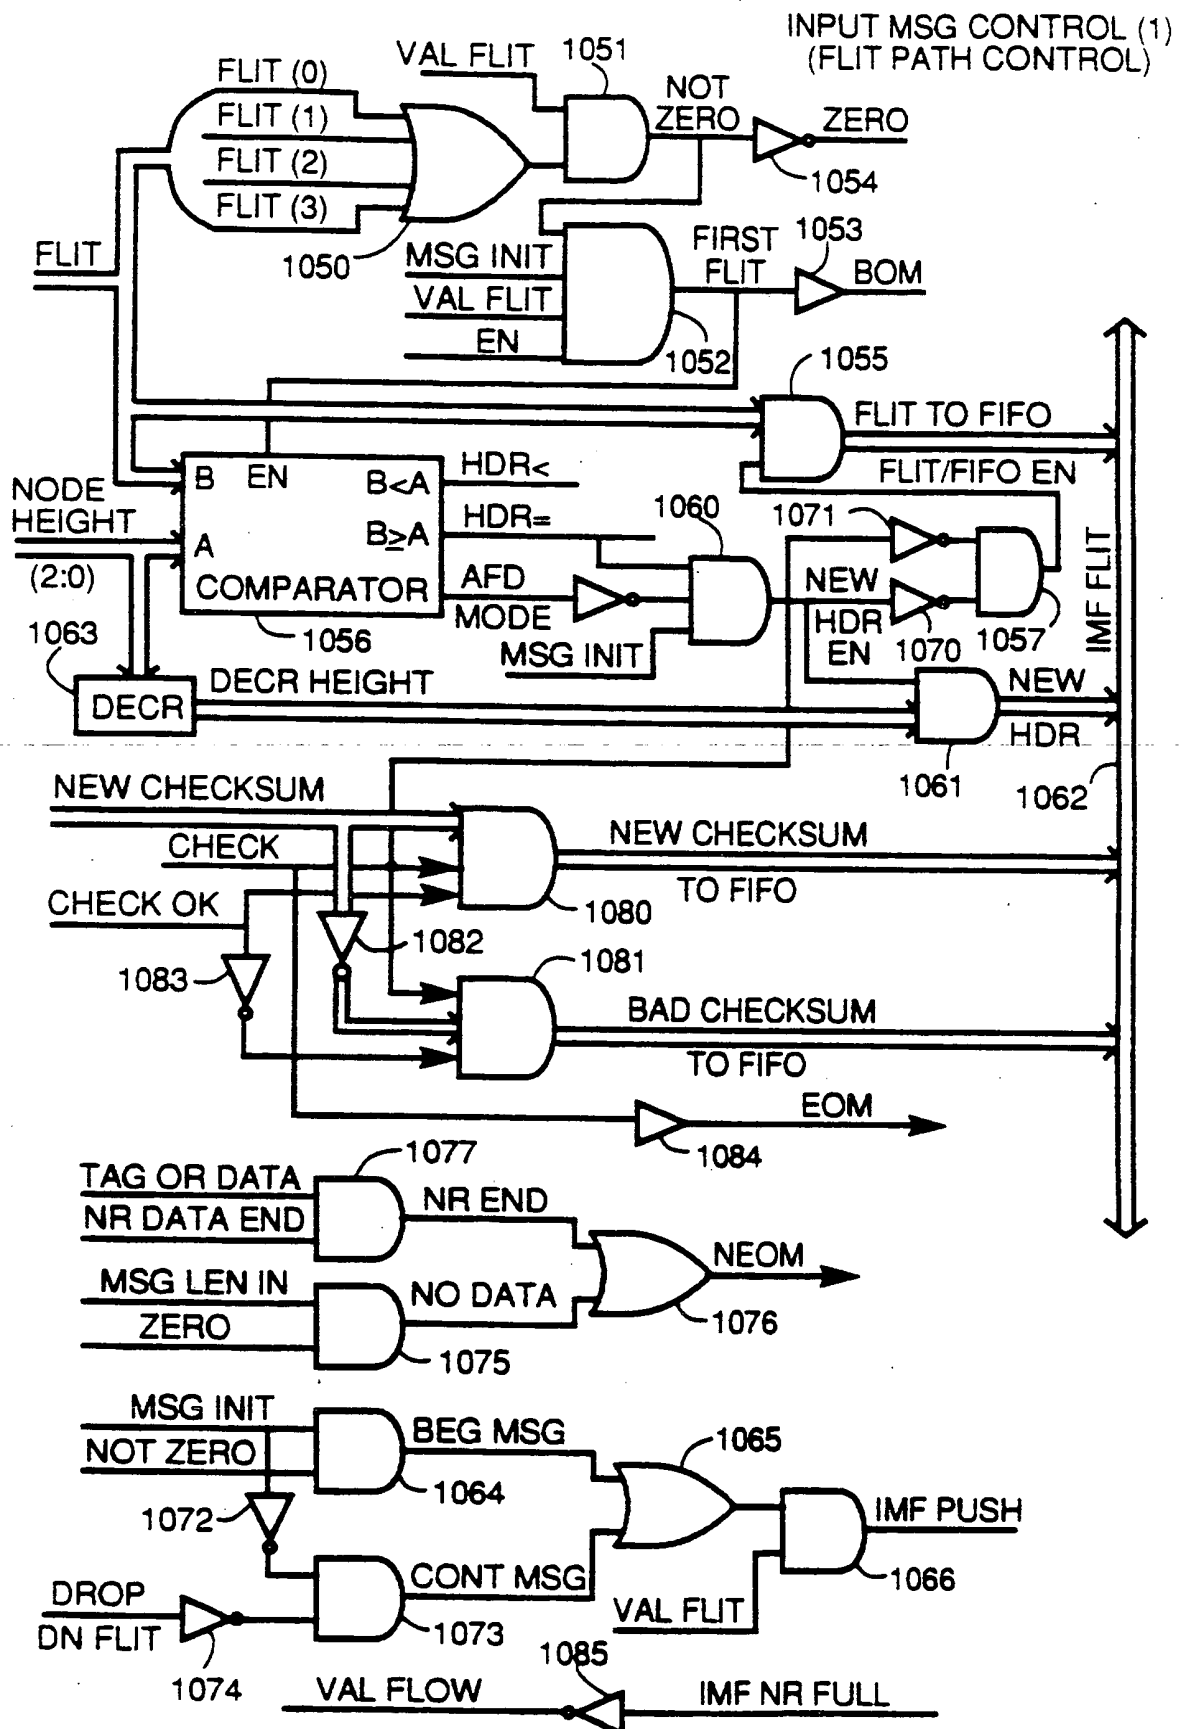 INPUT MSG CONTROL (1)
(FLIT PATH CONTROL)
VAL FLIT
1051
FLIT (0)
FLIT (1)
FLIT (2)
FLIT (3)
NOT
ZERO
ZERO
1054
1050
FLIT
MSG INIT
VAL FLIT
EN
FIRST
FLIT
1053
BOM
1052
1055
FLIT TO FIFO
FLIT/FIFO EN
B
EN
B<A
HDR<
NODE
HEIGHT
(2:0)
A
B≥A
HDR=
COMPARATOR
AFD
MODE
1056
1060
MSG INIT
1071
NEW
HDR
EN
1070
1057
IMF FLIT
1063
DECR
DECR HEIGHT
NEW
HDR
1061
1062
NEW CHECKSUM
CHECK
CHECK OK
NEW CHECKSUM
TO FIFO
1080
1082
1083
1081
BAD CHECKSUM
TO FIFO
EOM
1084
1077
TAG OR DATA
NR DATA END
NR END
MSG LEN IN
ZERO
NO DATA
1075
NEOM
1076
MSG INIT
NOT ZERO
BEG MSG
1064
1065
1072
IMF PUSH
1066
DROP
DN FLIT
CONT MSG
1073
VAL FLIT
1074
1085
VAL FLOW
IMF NR FULL